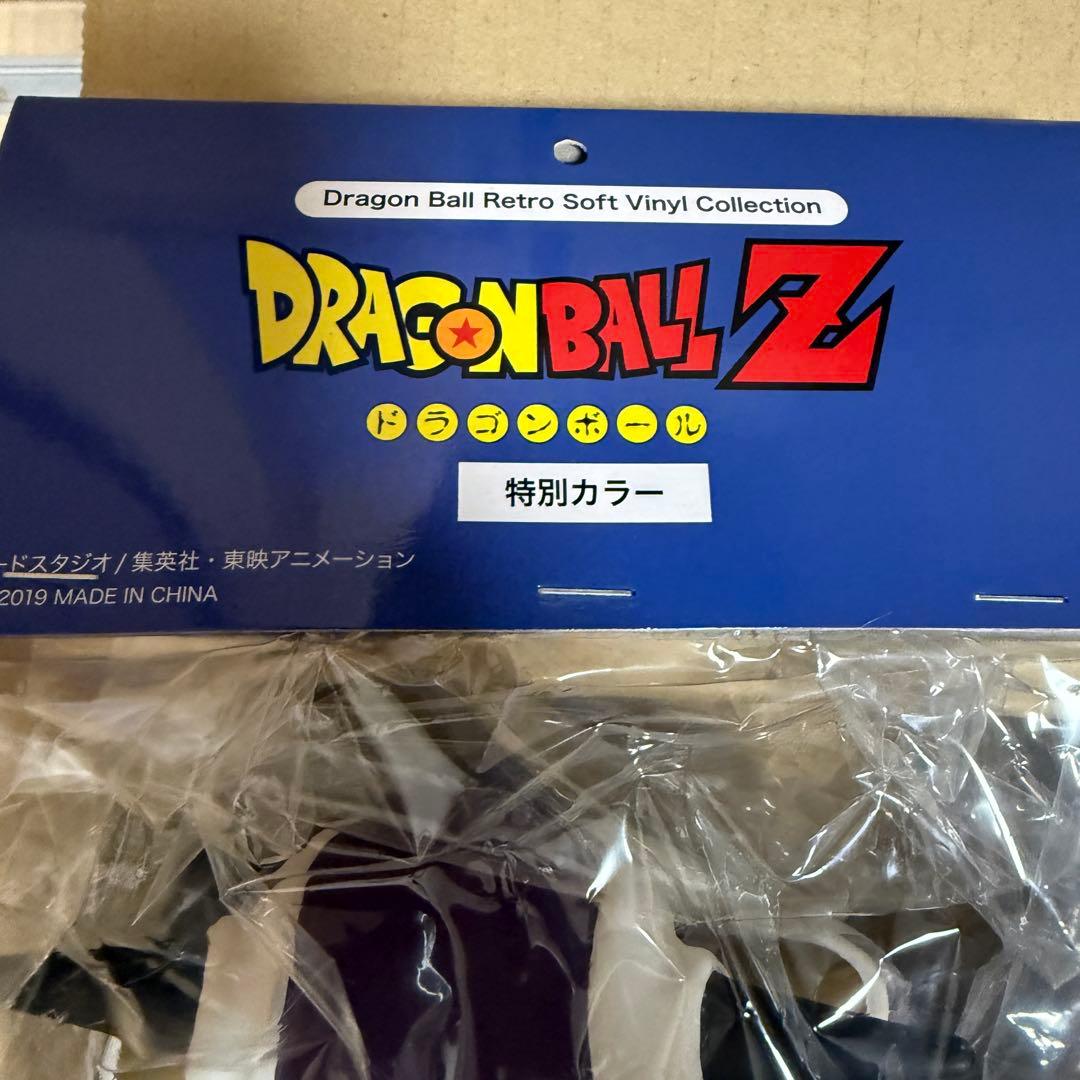 Dragon Ball Retro Soft Vinyl Collection
DRAGONBALL Z
ドラゴンボール
特別カラー
ードスタジオ / 集英社・東映アニメーション
2019 MADE IN CHINA